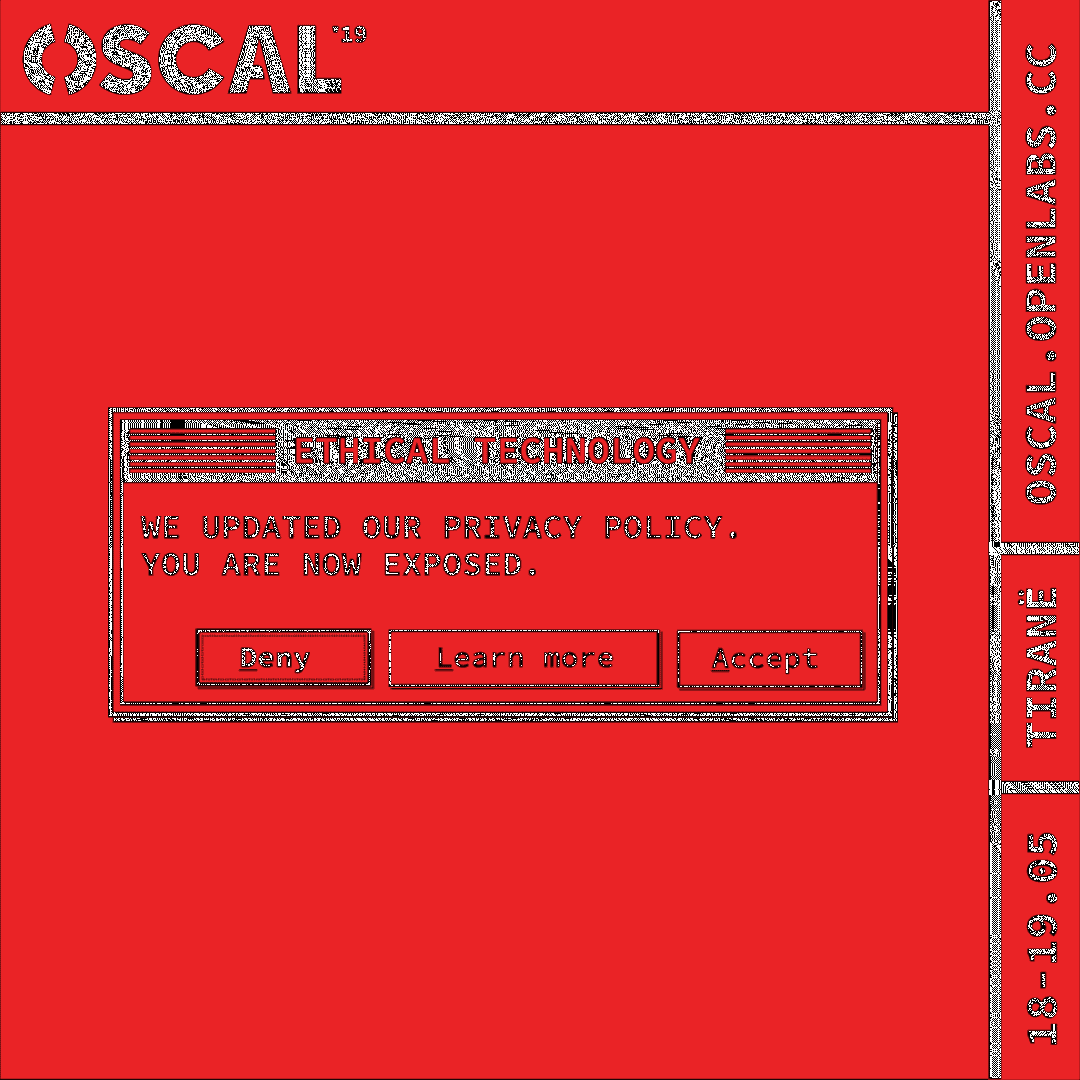 OSCAL '19
ETHICAL TECHNOLOGY
WE UPDATED OUR PRIVACY POLICY.
YOU ARE NOW EXPOSED.
Deny
Learn more
Accept
OSCAL.OPENLABS.CC
TIRANË
18-19.05